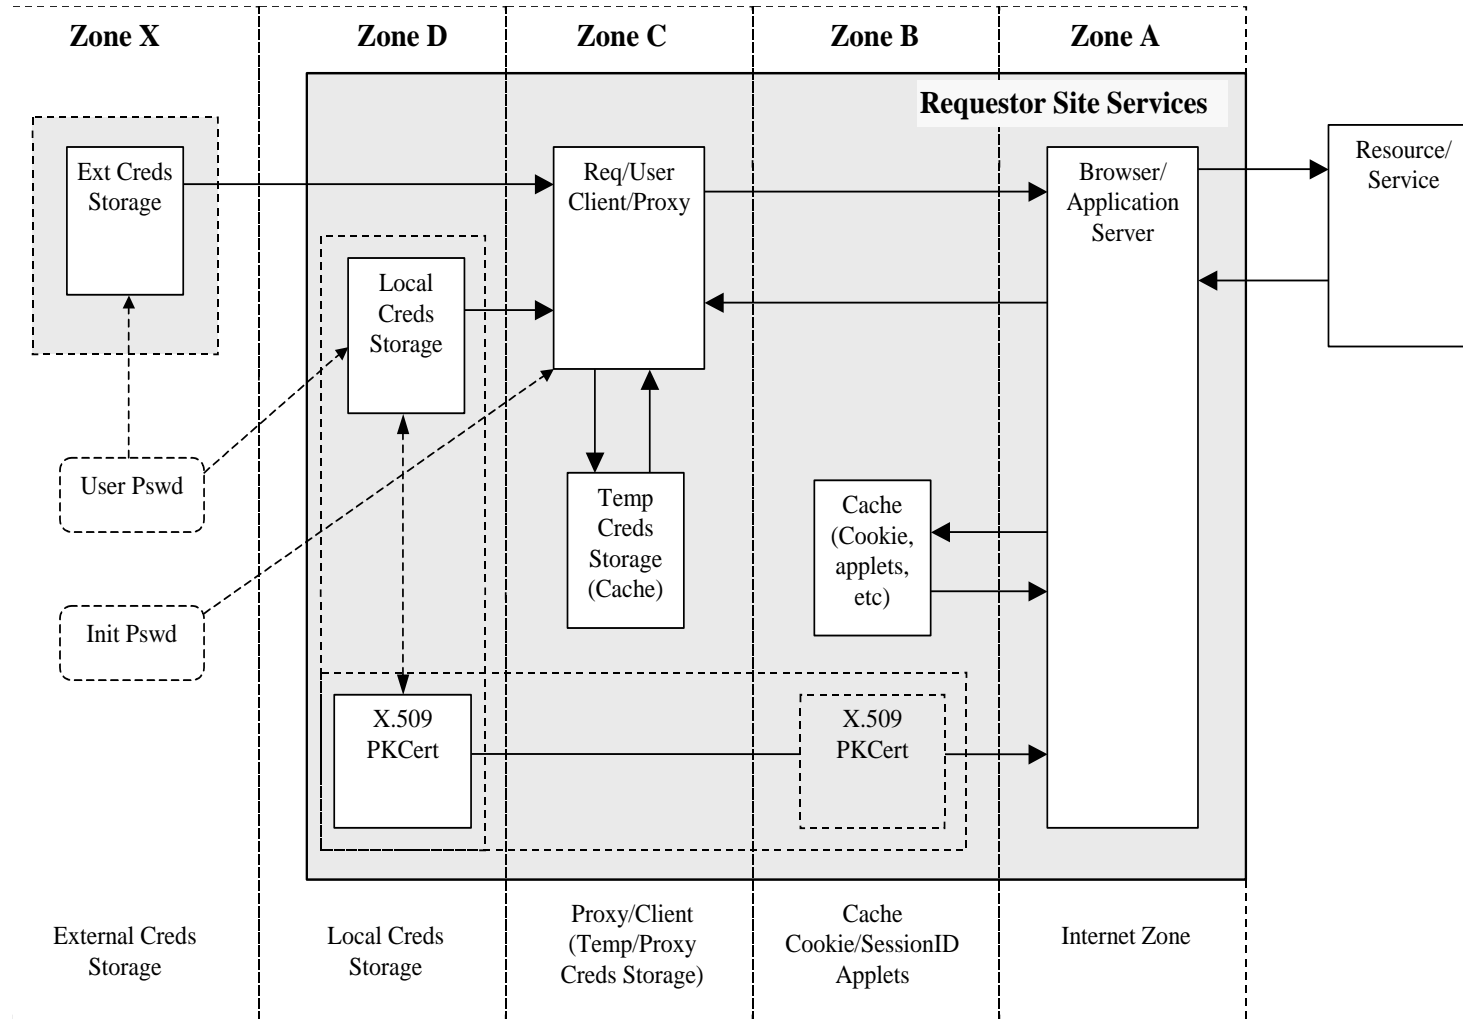 Zone X
Zone D
Zone C
Zone B
Zone A
Requestor Site Services
Ext Creds
Storage
Req/User
Client/Proxy
Browser/
Application
Server
Resource/
Service
Local
Creds
Storage
User Pswd
Temp
Creds
Storage
(Cache)
Cache
(Cookie,
applets,
etc)
Init Pswd
X.509
PKCert
X.509
PKCert
External Creds
Storage
Local Creds
Storage
Proxy/Client
(Temp/Proxy
Creds Storage)
Cache
Cookie/SessionID
Applets
Internet Zone